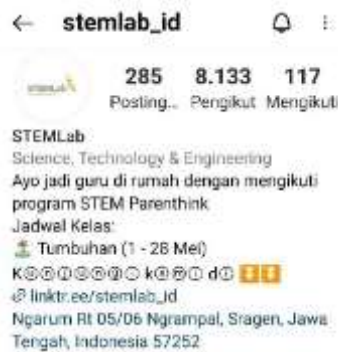 stemlab_id
285 8.133 117
Posting.. Pengikut Mengikuti
STEMLab
Science, Technology & Engineering
Ayo jadi guru di rumah dengan mengikuti
program STEM Parenthink
Jadwal Kelas:
Tumbuhan (1 - 28 Mei)
linktr.ee/stemlab_id
Ngarum Rt 05/06 Ngrampal, Sragen, Jawa
Tengah, Indonesia 57252